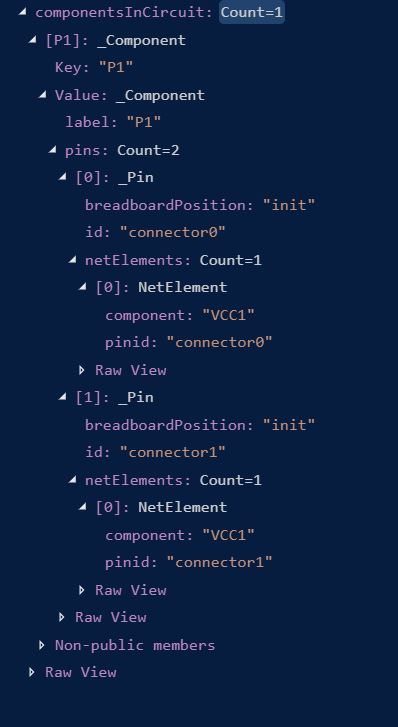 componentsInCircuit: Count=1
[P1]: _Component
Key: "P1"
Value: _Component
label: "P1"
pins: Count=2
[0]: _Pin
breadboardPosition: "init"
id: "connector0"
netElements: Count=1
[0]: NetElement
component: "VCC1"
pinid: "connector0"
Raw View
[1]: _Pin
breadboardPosition: "init"
id: "connector1"
netElements: Count=1
[0]: NetElement
component: "VCC1"
pinid: "connector1"
Raw View
Raw View
Non-public members
Raw View